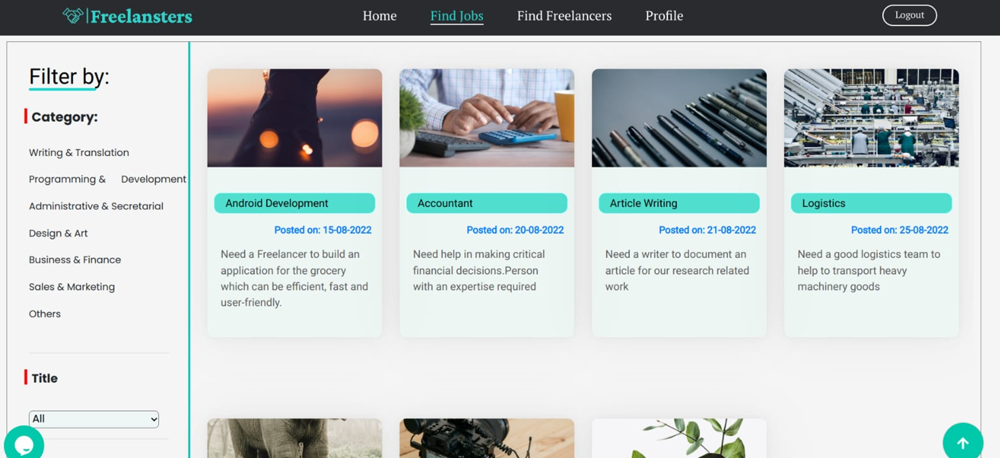 Freelansters
Home
Find Jobs
Find Freelancers
Profile
Logout
Filter by:
Category:
Writing & Translation
Programming & Development
Administrative & Secretarial
Design & Art
Business & Finance
Sales & Marketing
Others
Title
All
Android Development
Posted on: 15-08-2022
Need a Freelancer to build an
application for the grocery
which can be efficient, fast and
user-friendly.
Accountant
Posted on: 20-08-2022
Need help in making critical
financial decisions.Person
with an expertise required
Article Writing
Posted on: 21-08-2022
Need a writer to document an
article for our research related
work
Logistics
Posted on: 25-08-2022
Need a good logistics team to
help to transport heavy
machinery goods